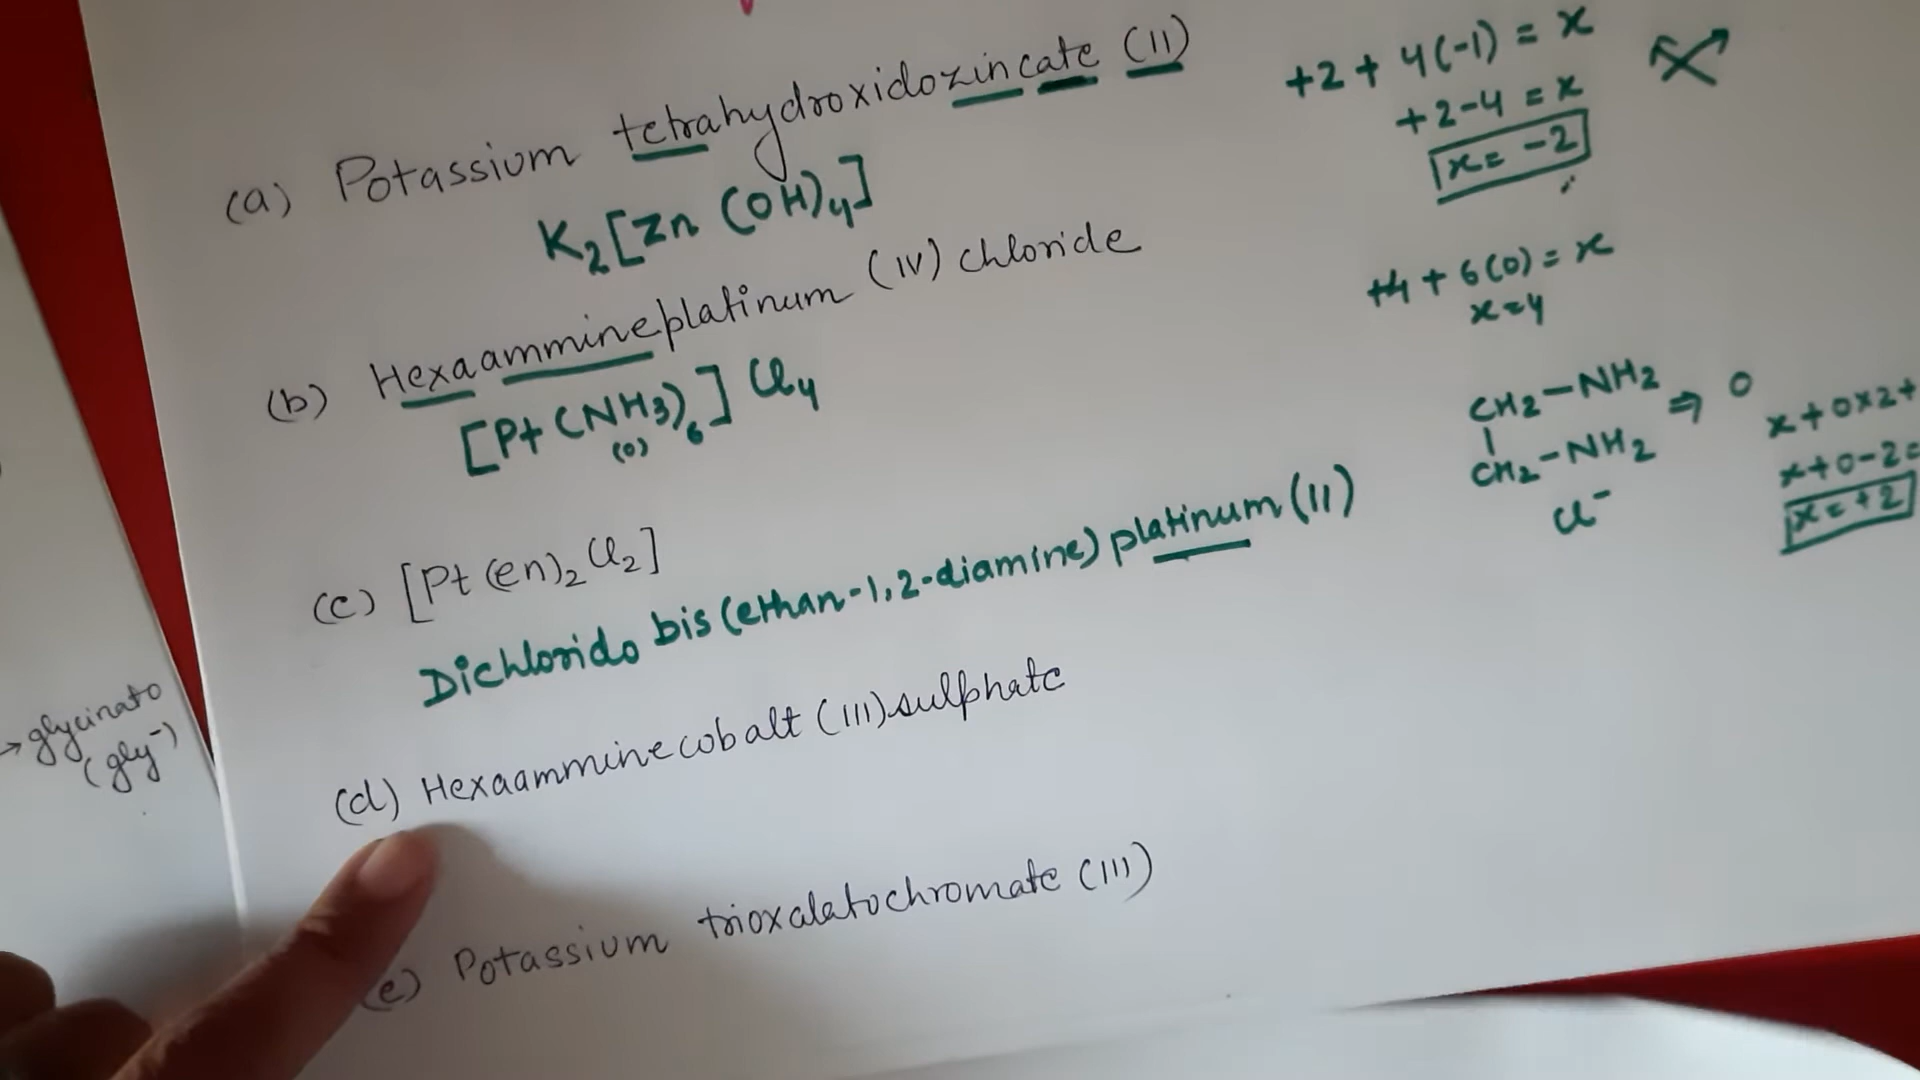 (a) Potassium tetrahydroxidozincate (II)
K2[Zn (OH)4]
+2 + 4(-1) = x
+2-4 = x
x = -2
(b) Hexaammineplatinum (IV) chloride
[Pt (NH3)6] Cl4
(0)
+4 + 6(0) = x
x = 4
(c) [Pt (en)2 Cl2]
Dichlorido bis (ethan-1,2-diamine) platinum (II)
CH2-NH2 ⇒ 0
CH2-NH2
Cl-
x+0x2+
x+0-2=
x=+2
(d) Hexaamminecobalt (III) sulphate
(e) Potassium trioxalatochromate (III)
→ glycinato
(gly-)